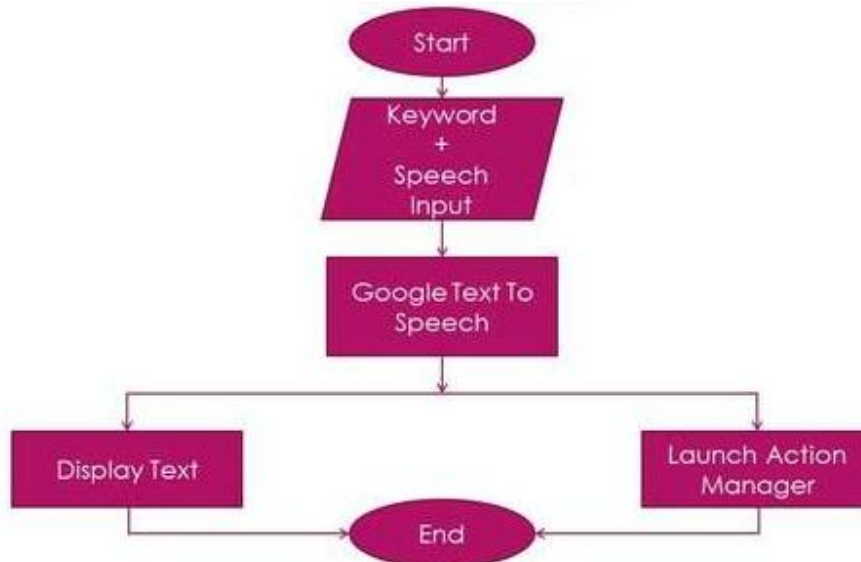 Start
Keyword
+
Speech
Input
Google Text To
Speech
Display Text
Launch Action
Manager
End